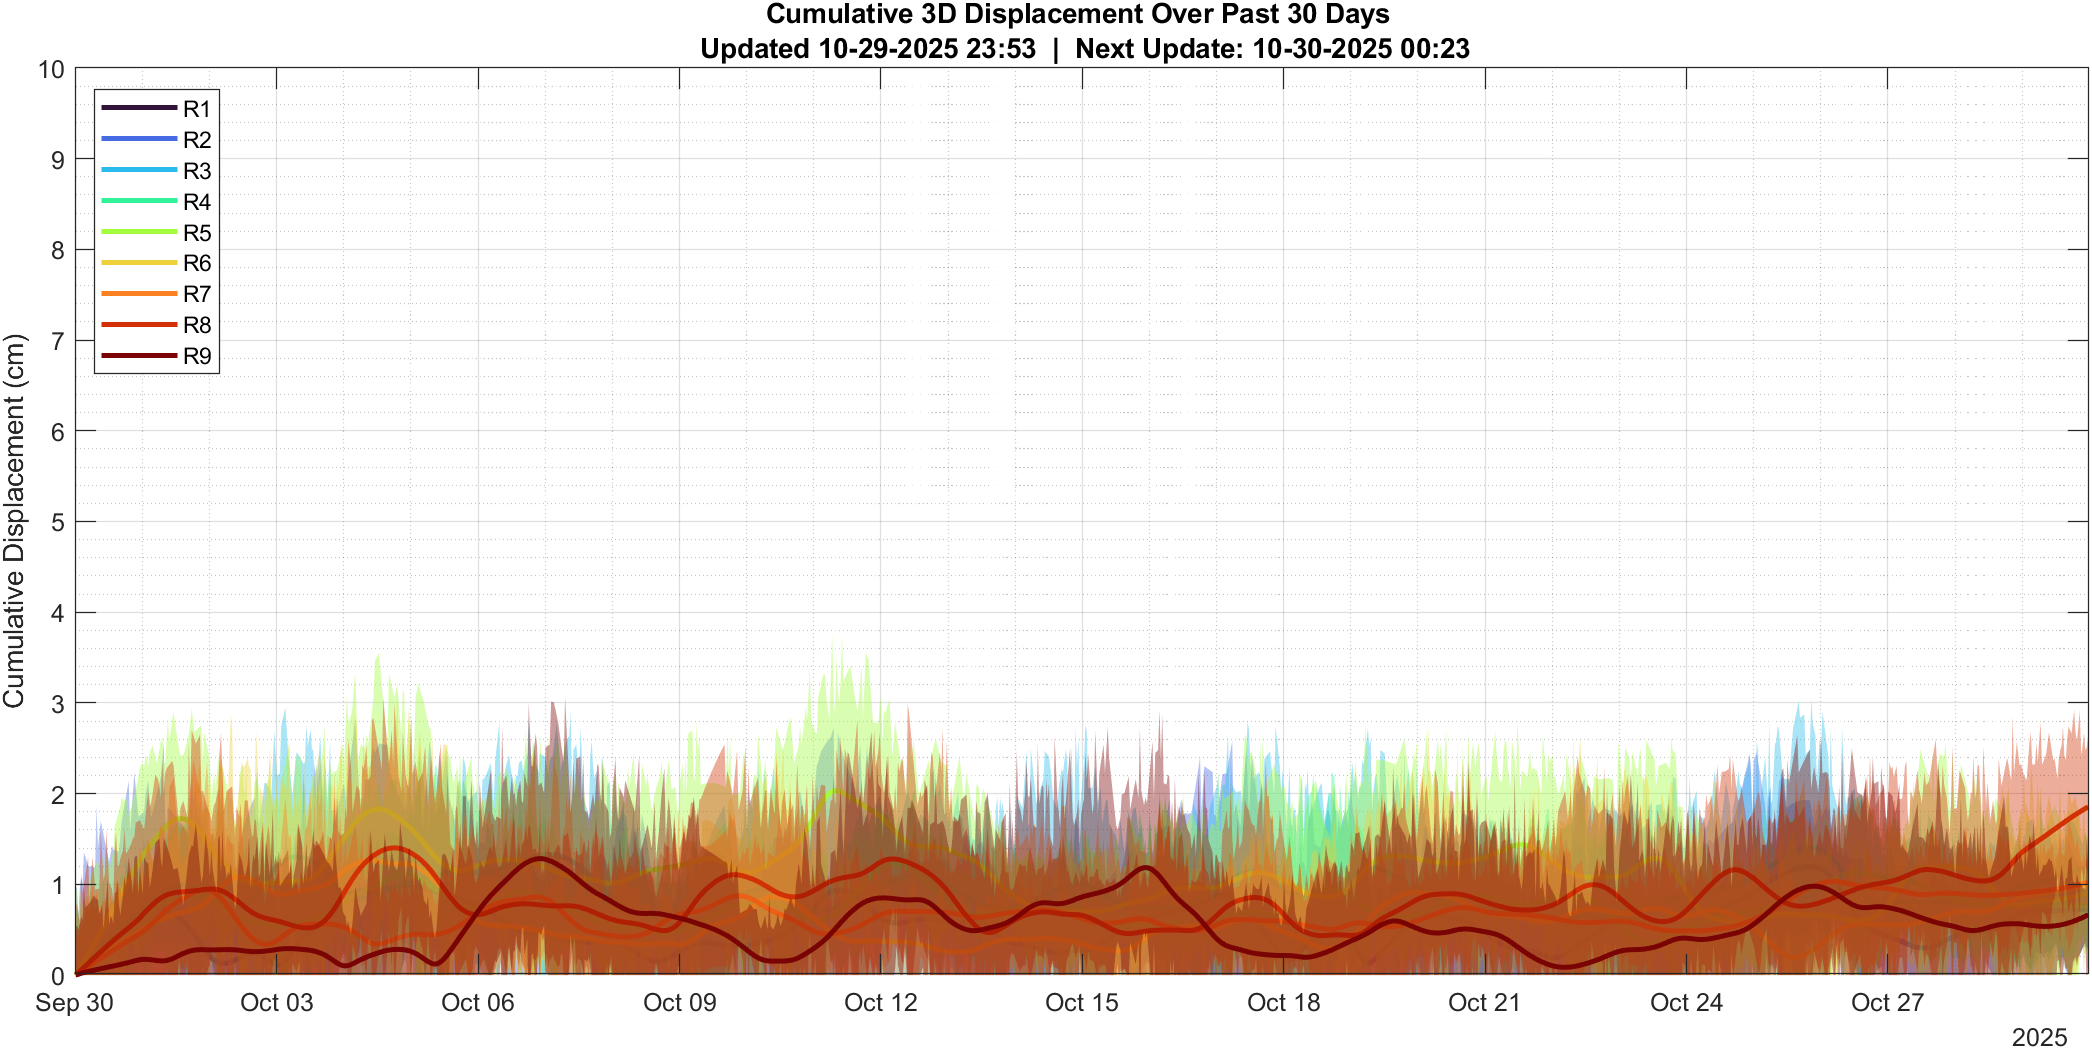 Cumulative 3D Displacement Over Past 30 Days
Updated 10-29-2025 23:53 | Next Update: 10-30-2025 00:23
Cumulative Displacement (cm)
10
9
8
7
6
5
4
3
2
1
0
R1
R2
R3
R4
R5
R6
R7
R8
R9
Sep 30 Oct 03 Oct 06 Oct 09 Oct 12 Oct 15 Oct 18 Oct 21 Oct 24 Oct 27
2025